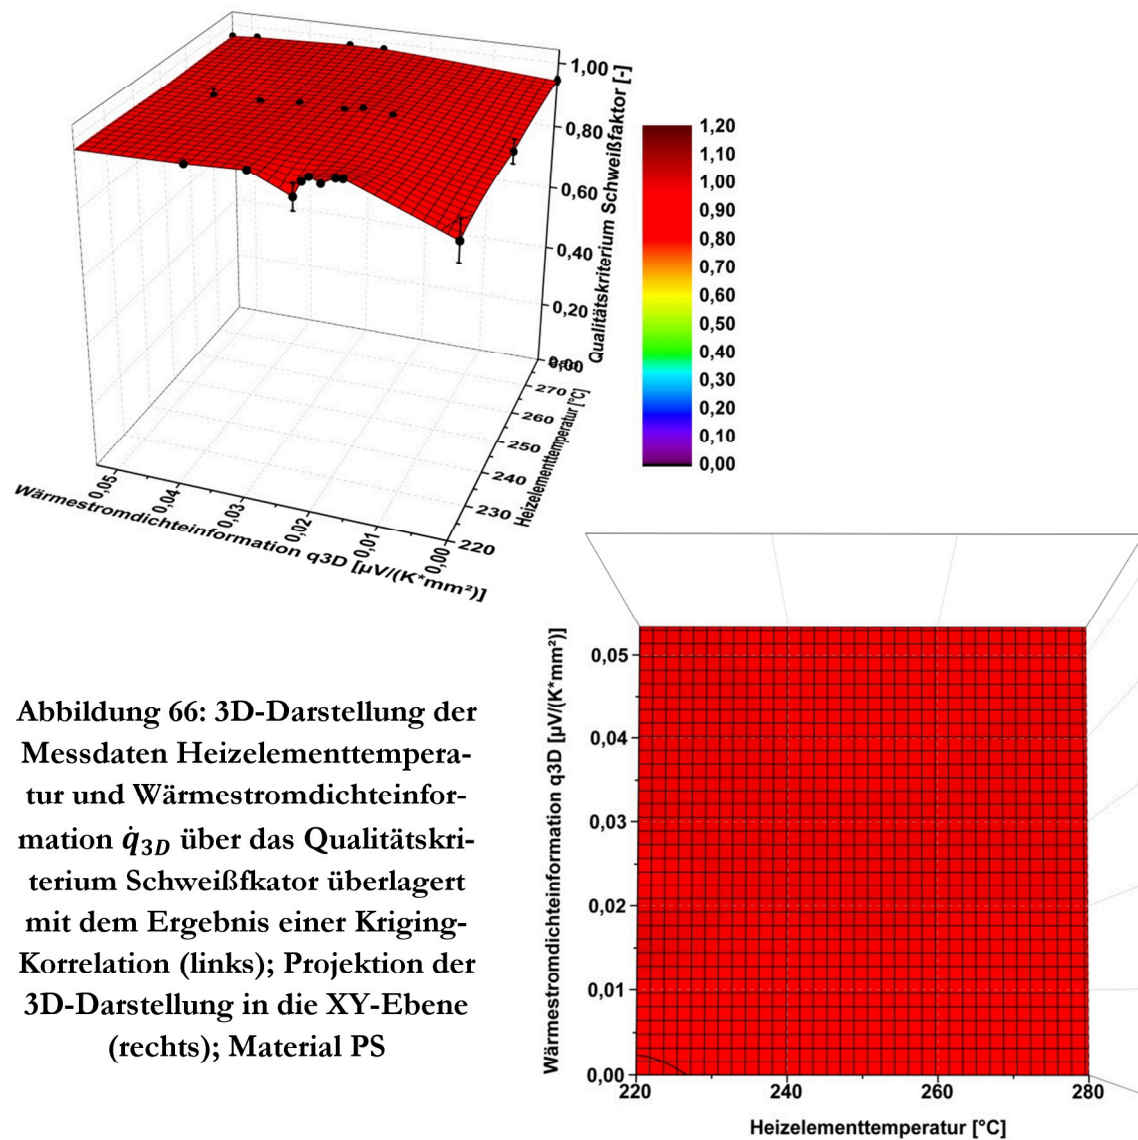 1,00
0,80
0,60
0,40
0,20
0,00
Qualitätskriterium Schweißfaktor [-]
270
260
250
240
230
220
Heizelementtemperatur [°C]
0,05
0,04
0,03
0,02
0,01
0,00
Wärmestromdichteinformation q3D [µV/(K*mm²)]
1,20
1,10
1,00
0,90
0,80
0,70
0,60
0,50
0,40
0,30
0,20
0,10
0,00
Abbildung 66: 3D-Darstellung der
Messdaten Heizelementtempera-
tur und Wärmestromdichteinfor-
mation q̇3D über das Qualitätskri-
terium Schweißfkator überlagert
mit dem Ergebnis einer Kriging-
Korrelation (links); Projektion der
3D-Darstellung in die XY-Ebene
(rechts); Material PS
Wärmestromdichteinformation q3D [µV/(K*mm²)]
0,05
0,04
0,03
0,02
0,01
0,00
220
240
260
280
Heizelementtemperatur [°C]